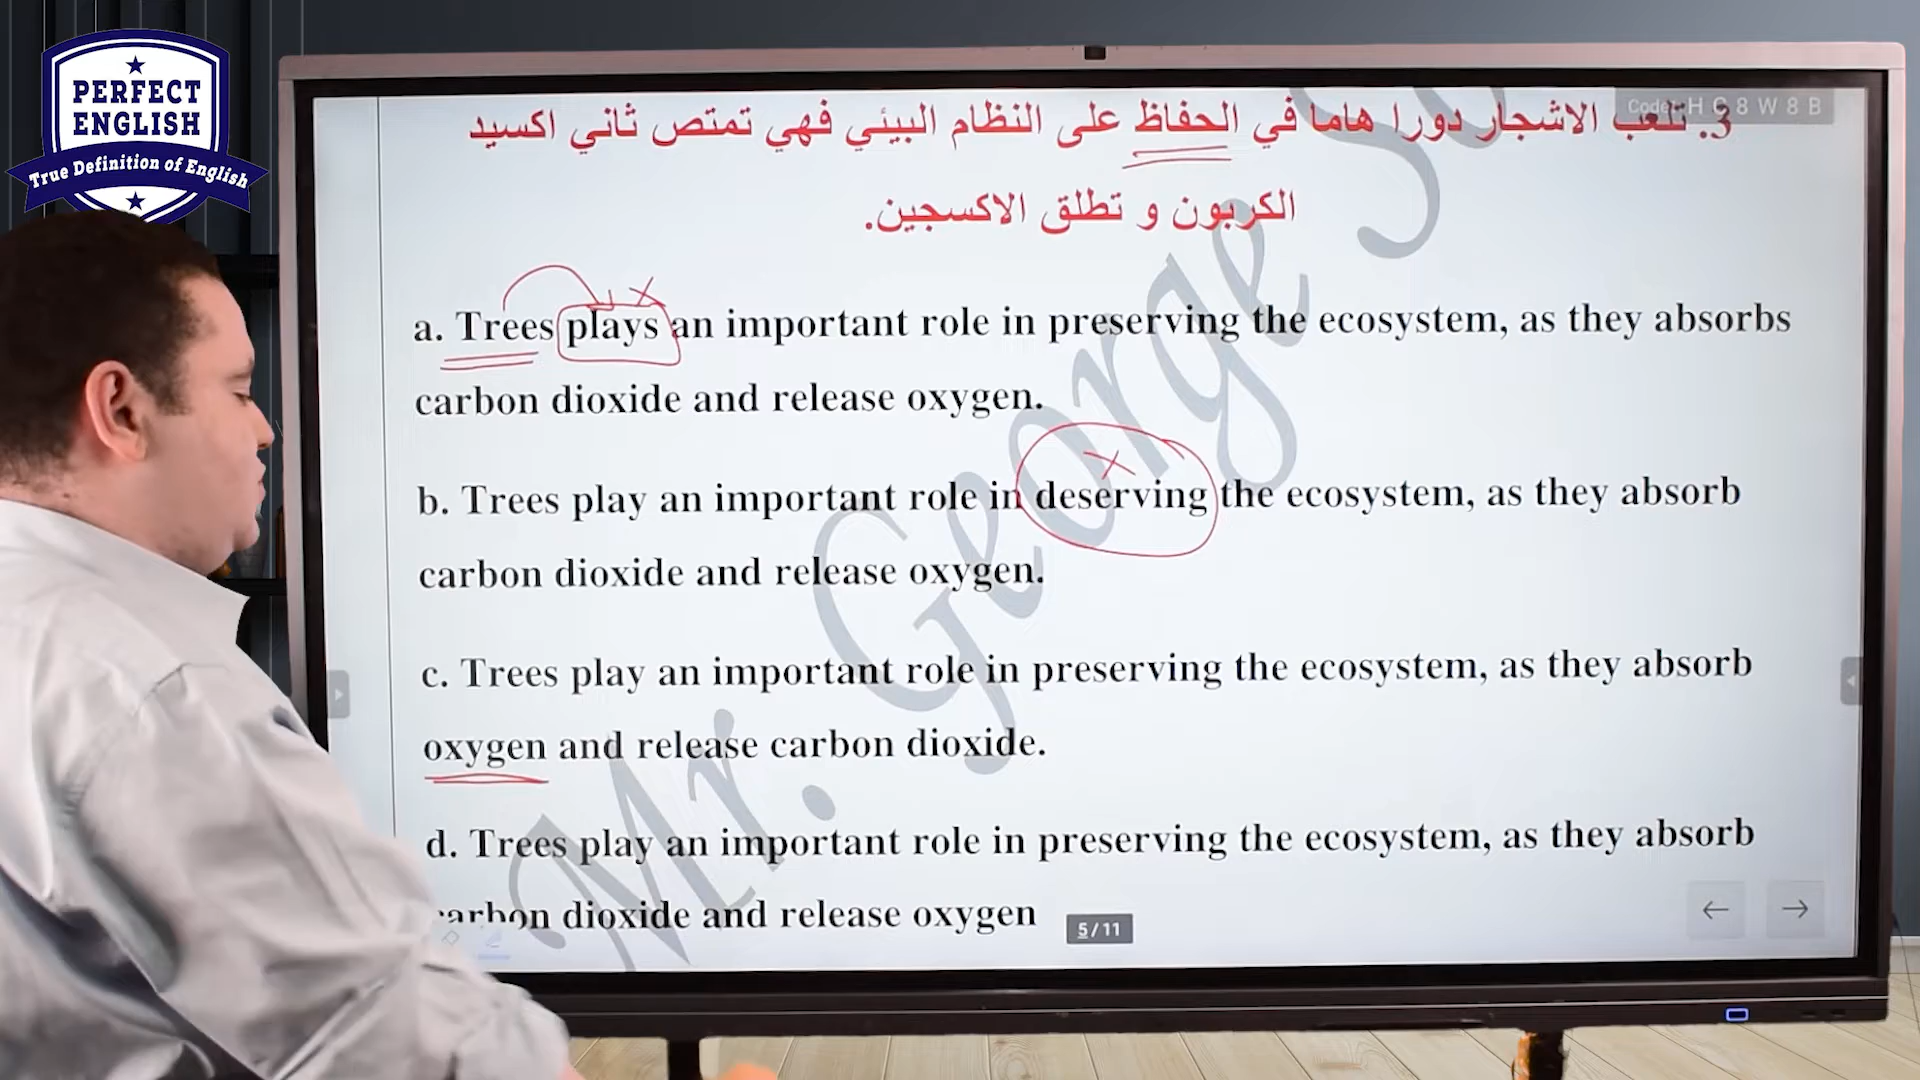 PERFECT
ENGLISH
True Definition of English
Code: H C 8 W 8 B
3. تلعب الاشجار دورا هاما في الحفاظ على النظام البيئي فهي تمتص ثاني اكسيد
الكربون و تطلق الاكسجين.
a. Trees plays an important role in preserving the ecosystem, as they absorbs
carbon dioxide and release oxygen.
b. Trees play an important role in deserving the ecosystem, as they absorb
carbon dioxide and release oxygen.
c. Trees play an important role in preserving the ecosystem, as they absorb
oxygen and release carbon dioxide.
d. Trees play an important role in preserving the ecosystem, as they absorb
carbon dioxide and release oxygen
5/11
Mr. George